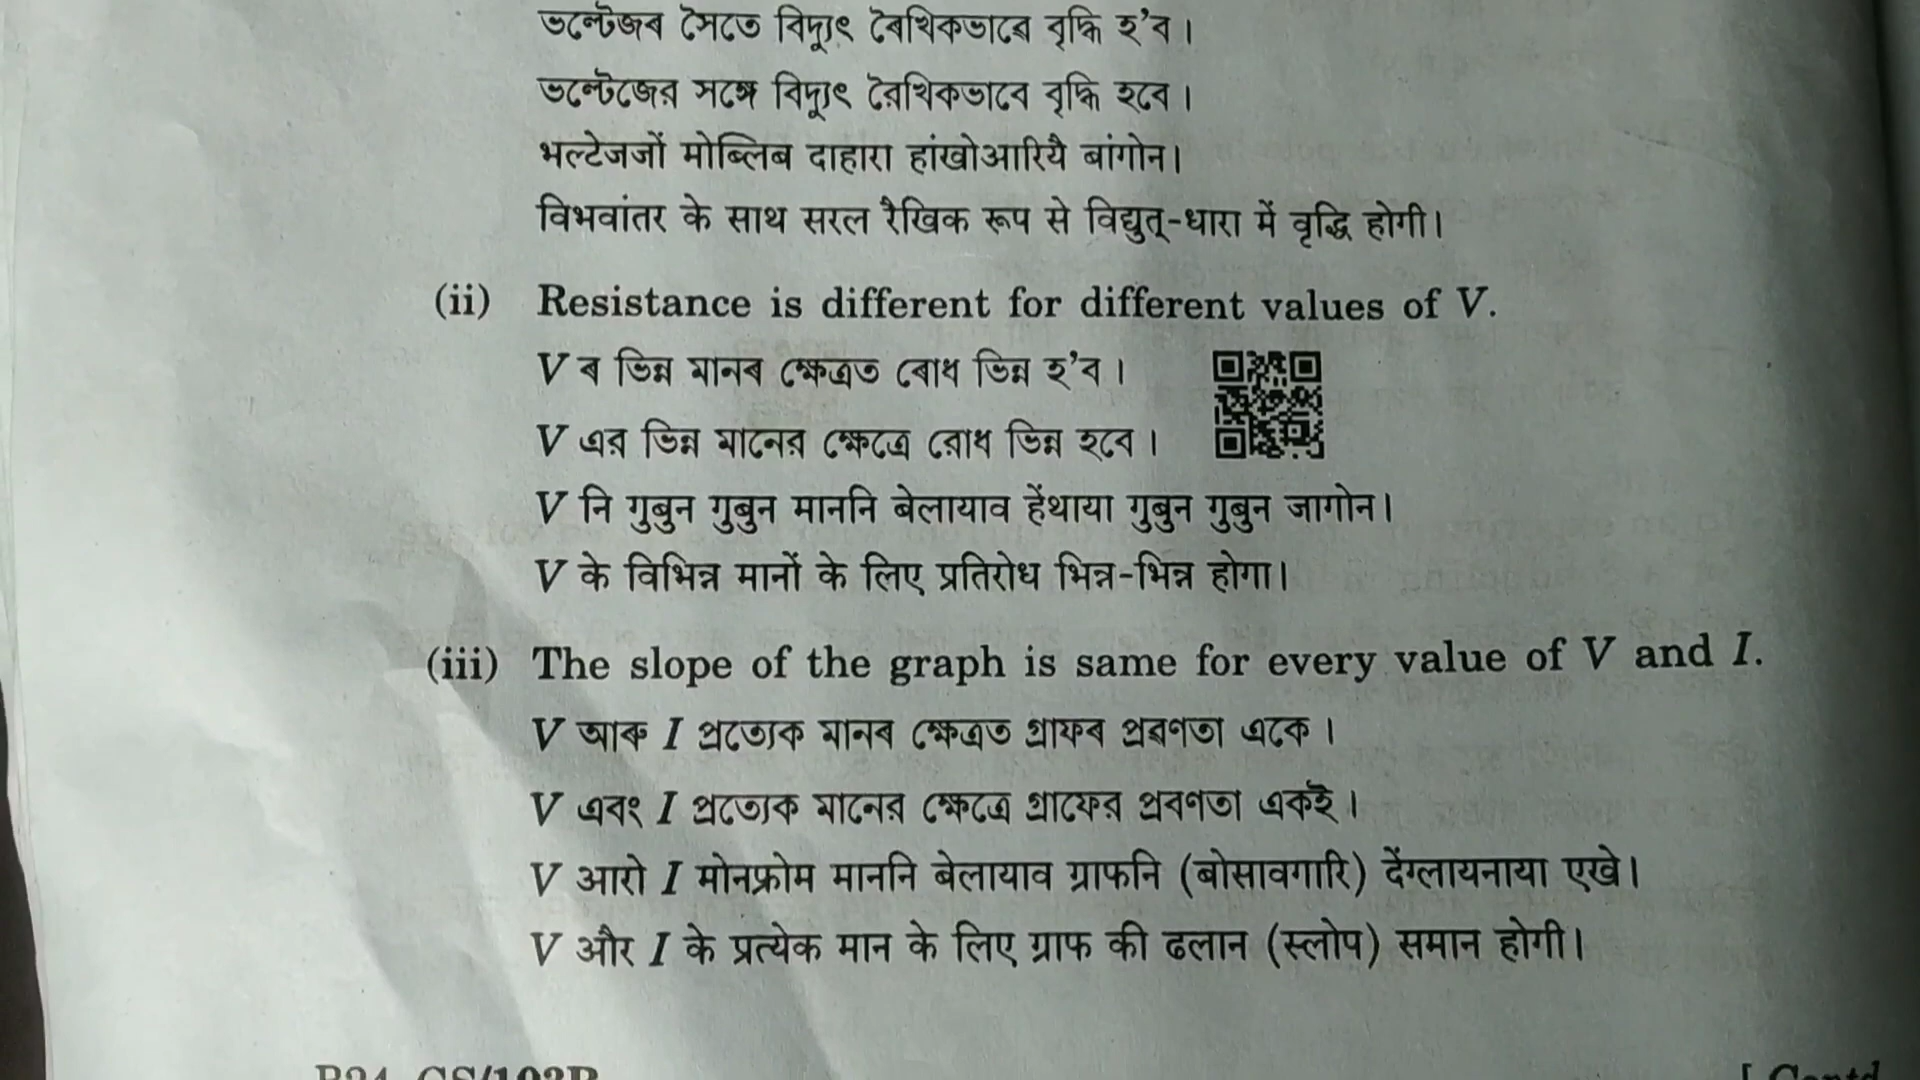 ভল্টেজৰ সৈতে বিদ্যুৎ ৰৈখিকভাৱে বৃদ্ধি হ’ব ।
ভল্টেজের সঙ্গে বিদ্যুৎ রৈখিকভাবে বৃদ্ধি হবে ।
भल्टेजजों मोब्लिब दाहारा हांखोआरियै बांगोन।
विभवांतर के साथ सरल रैखिक रूप से विद्युत्-धारा में वृद्धि होगी।
(ii) Resistance is different for different values of V.
V ৰ ভিন্ন মানৰ ক্ষেত্ৰত ৰোধ ভিন্ন হ’ব ।
V এর ভিন্ন মানের ক্ষেত্রে রোধ ভিন্ন হবে ।
V नि गुबुन गुबुन माननि बेलायाव हेंथाया गुबुन गुबुन जागोन।
V के विभिन्न मानों के लिए प्रतिरोध भिन्न-भिन्न होगा।
(iii) The slope of the graph is same for every value of V and I.
V আৰু I প্ৰত্যেক মানৰ ক্ষেত্ৰত গ্ৰাফৰ প্ৰৱণতা একে ।
V এবং I প্রত্যেক মানের ক্ষেত্রে গ্রাফের প্রবণতা একই ।
V आरो I मोनफ्रोम माननि बेलायाव ग्राफनि (बोसावगारि) देंग्लायनाया एखे।
V और I के प्रत्येक मान के लिए ग्राफ की ढलान (स्लोप) समान होगी।